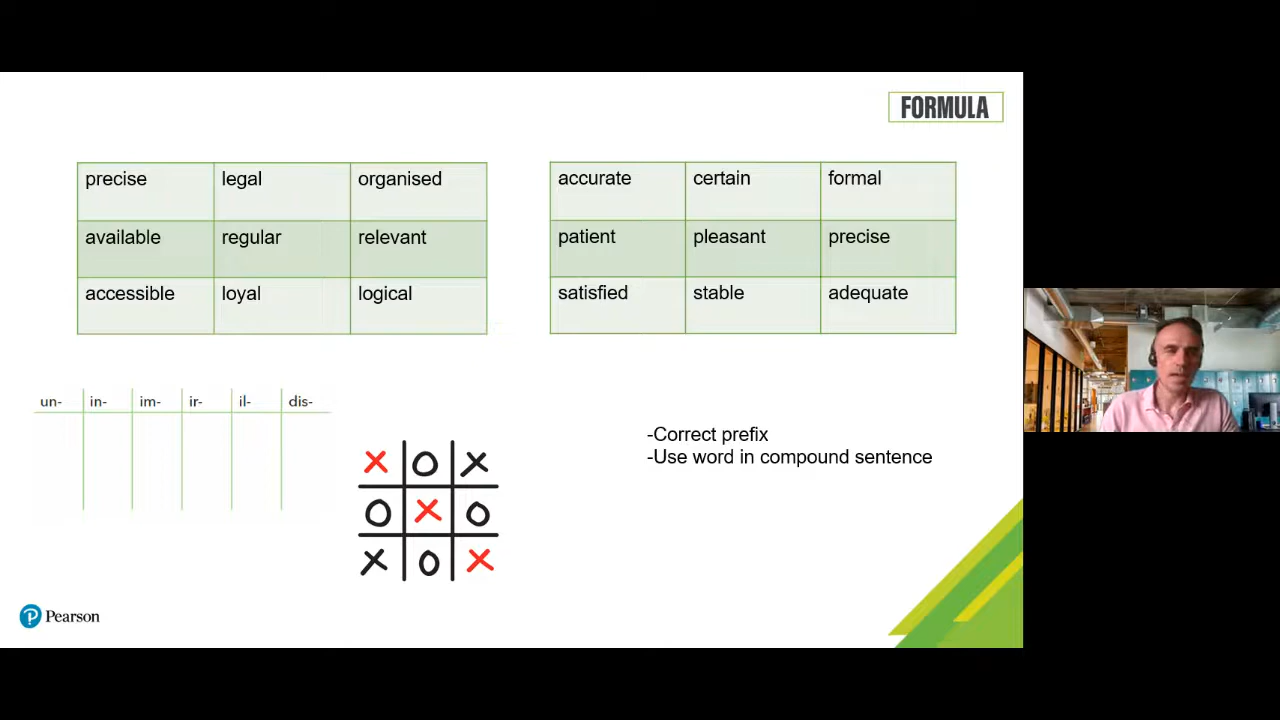 FORMULA
precise legal organised
available regular relevant
accessible loyal logical
accurate certain formal
patient pleasant precise
satisfied stable adequate
un- in- im- ir- il- dis-
X O X
O X O
X O X
-Correct prefix
-Use word in compound sentence
Pearson